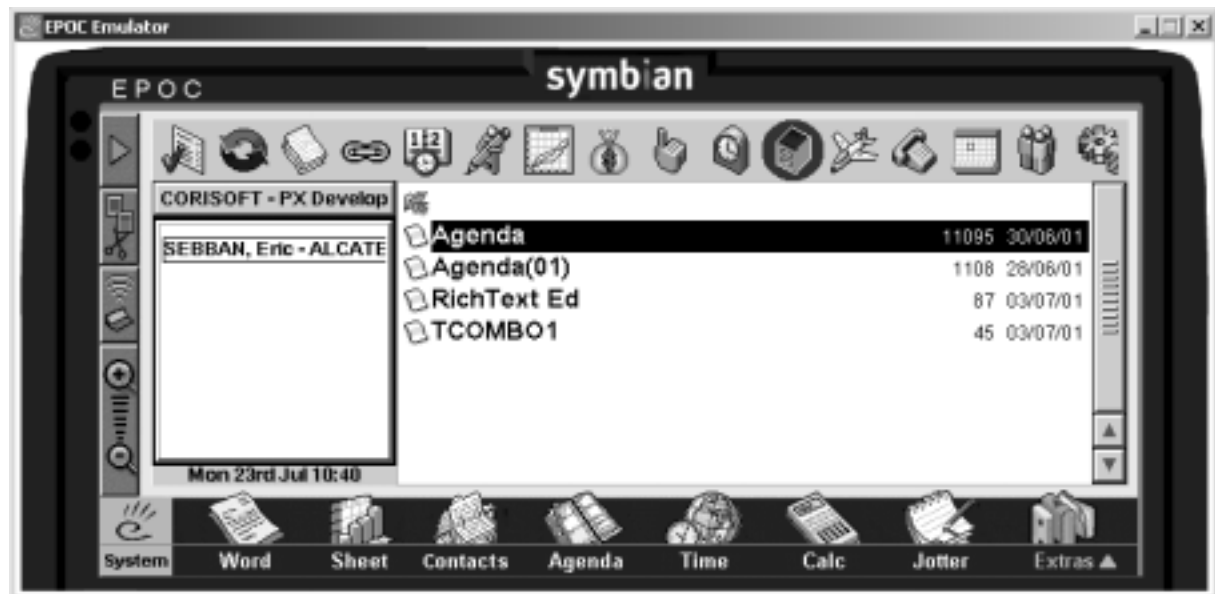 EPOC Emulator
EPOC
symbian
CORISOFT - PX Develop
SEBBAN, Eric - ALCATE
Mon 23rd Jul 10:40
Agenda 11095 30/06/01
Agenda(01) 1108 28/06/01
RichText Ed 87 03/07/01
TCOMBO1 45 03/07/01
System Word Sheet Contacts Agenda Time Calc Jotter Extras